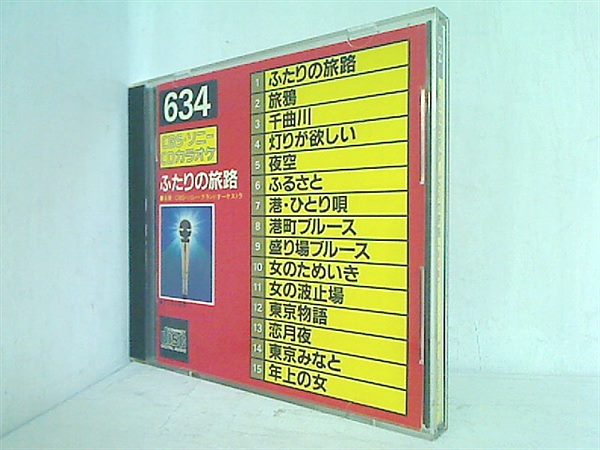 634
CBS・ソニー
CDカラオケ
ふたりの旅路
1 ふたりの旅路
2 旅鴉
3 千曲川
4 灯りが欲しい
5 夜空
6 ふるさと
7 港・ひとり唄
8 港町ブルース
9 盛り場ブルース
10 女のためいき
11 女の波止場
12 東京物語
13 恋月夜
14 東京みなと
15 年上の女